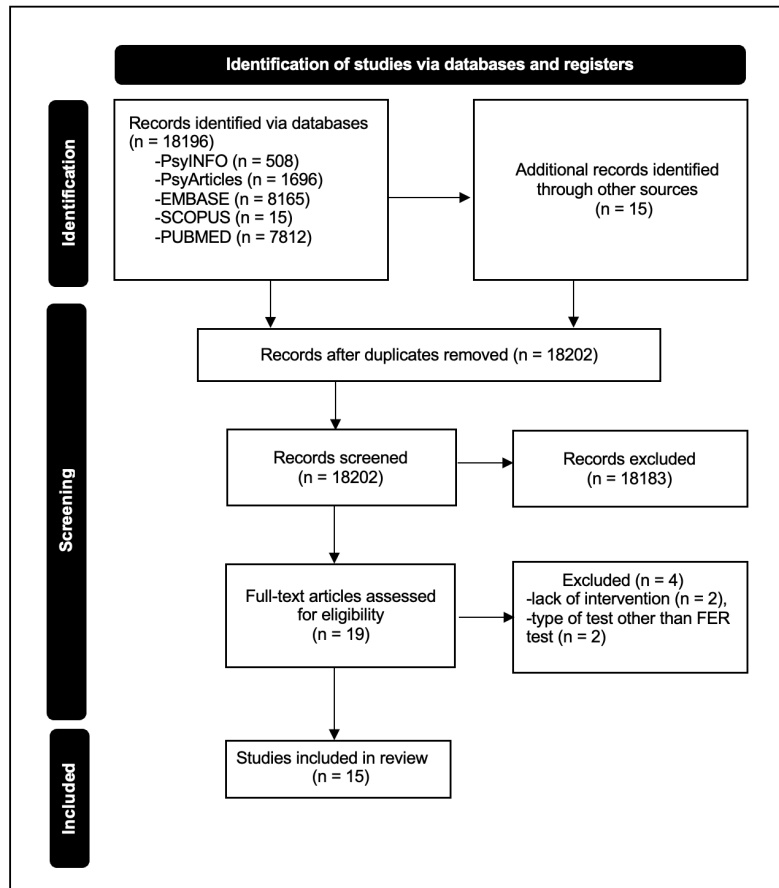 Identification of studies via databases and registers
Identification
Records identified via databases
(n = 18196)
-PsyINFO (n = 508)
-PsyArticles (n = 1696)
-EMBASE (n = 8165)
-SCOPUS (n = 15)
-PUBMED (n = 7812)
Additional records identified
through other sources
(n = 15)
Screening
Records after duplicates removed (n = 18202)
Records screened
(n = 18202)
Records excluded
(n = 18183)
Full-text articles assessed
for eligibility
(n = 19)
Excluded (n = 4)
-lack of intervention (n = 2),
-type of test other than FER
test (n = 2)
Included
Studies included in review
(n = 15)